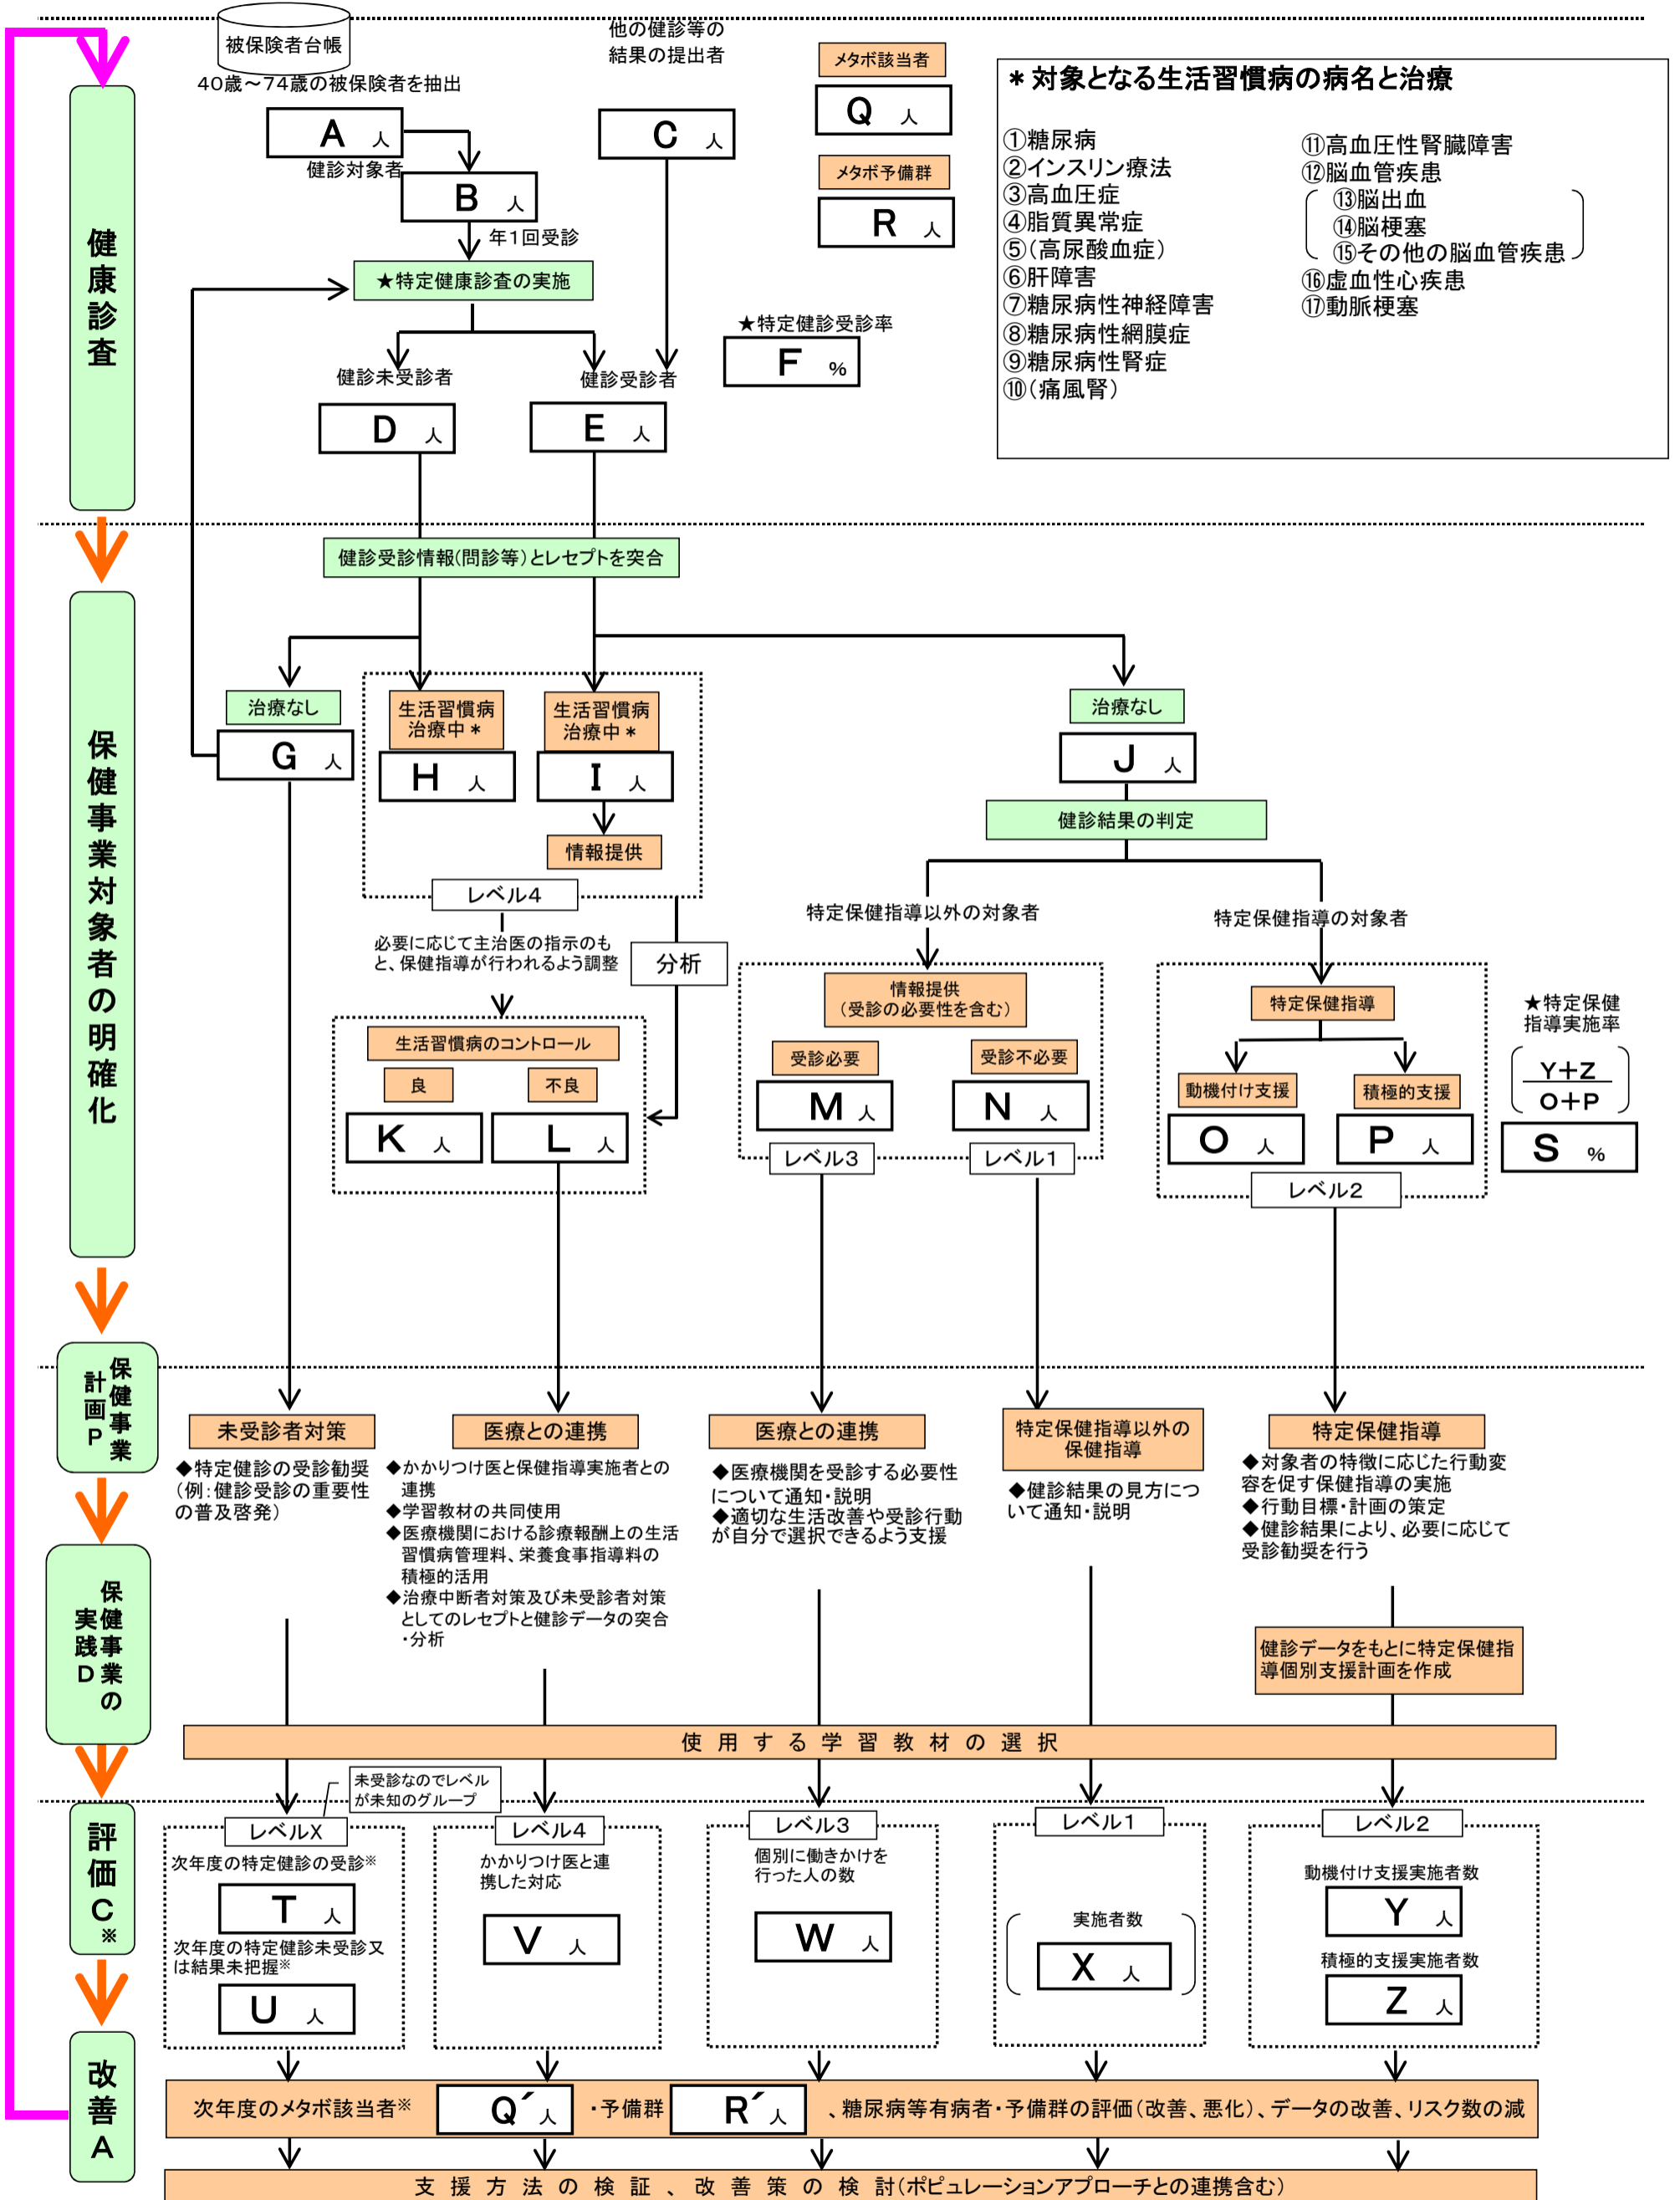 被保険者台帳
40歳～74歳の被保険者を抽出
A 人
健診対象者
B 人
年1回受診
★特定健康診査の実施
他の健診等の
結果の提出者
C 人
メタボ該当者
Q 人
メタボ予備群
R 人
＊対象となる生活習慣病の病名と治療
①糖尿病
②インスリン療法
③高血圧症
④脂質異常症
⑤(高尿酸血症)
⑥肝障害
⑦糖尿病性神経障害
⑧糖尿病性網膜症
⑨糖尿病性腎症
⑩(痛風腎)
⑪高血圧性腎臓障害
⑫脳血管疾患
⑬脳出血
⑭脳梗塞
⑮その他の脳血管疾患
⑯虚血性心疾患
⑰動脈梗塞
健康診査
健診未受診者
D 人
健診受診者
E 人
★特定健診受診率
F %
健診受診情報(問診等)とレセプトを突合
保健事業対象者の明確化
治療なし
G 人
生活習慣病
治療中＊
H 人
生活習慣病
治療中＊
I 人
情報提供
レベル4
治療なし
J 人
健診結果の判定
必要に応じて主治医の指示のも
と、保健指導が行われるよう調整
分析
生活習慣病のコントロール
良
不良
K 人
L 人
特定保健指導以外の対象者
情報提供
(受診の必要性を含む)
受診必要
受診不必要
M 人
N 人
レベル3
レベル1
特定保健指導の対象者
特定保健指導
動機付け支援
積極的支援
O 人
P 人
レベル2
★特定保健
指導実施率
Y+Z
O+P
S %
保健事業
計画P
未受診者対策
◆特定健診の受診勧奨
(例:健診受診の重要性
の普及啓発)
医療との連携
◆かかりつけ医と保健指導実施者との
連携
◆学習教材の共同使用
◆医療機関における診療報酬上の生活
習慣病管理料、栄養食事指導料の
積極的活用
◆治療中断者対策及び未受診者対策
としてのレセプトと健診データの突合
・分析
医療との連携
◆医療機関を受診する必要性
について通知・説明
◆適切な生活改善や受診行動
が自分で選択できるよう支援
特定保健指導以外の
保健指導
◆健診結果の見方につ
いて通知・説明
特定保健指導
◆対象者の特徴に応じた行動変
容を促す保健指導の実施
◆行動目標・計画の策定
◆健診結果により、必要に応じて
受診勧奨を行う
保健事業の
実践D
健診データをもとに特定保健指
導個別支援計画を作成
使用する学習教材の選択
評価C※
未受診なのでレベル
が未知のグループ
レベルX
次年度の特定健診の受診※
T 人
次年度の特定健診未受診又
は結果未把握※
U 人
レベル4
かかりつけ医と連
携した対応
V 人
レベル3
個別に働きかけを
行った人の数
W 人
レベル1
実施者数
X 人
レベル2
動機付け支援実施者数
Y 人
積極的支援実施者数
Z 人
改善A
次年度のメタボ該当者※ Q´人 ・予備群 R´人 、糖尿病等有病者・予備群の評価(改善、悪化)、データの改善、リスク数の減
支援方法の検証、改善策の検討(ポピュレーションアプローチとの連携含む)